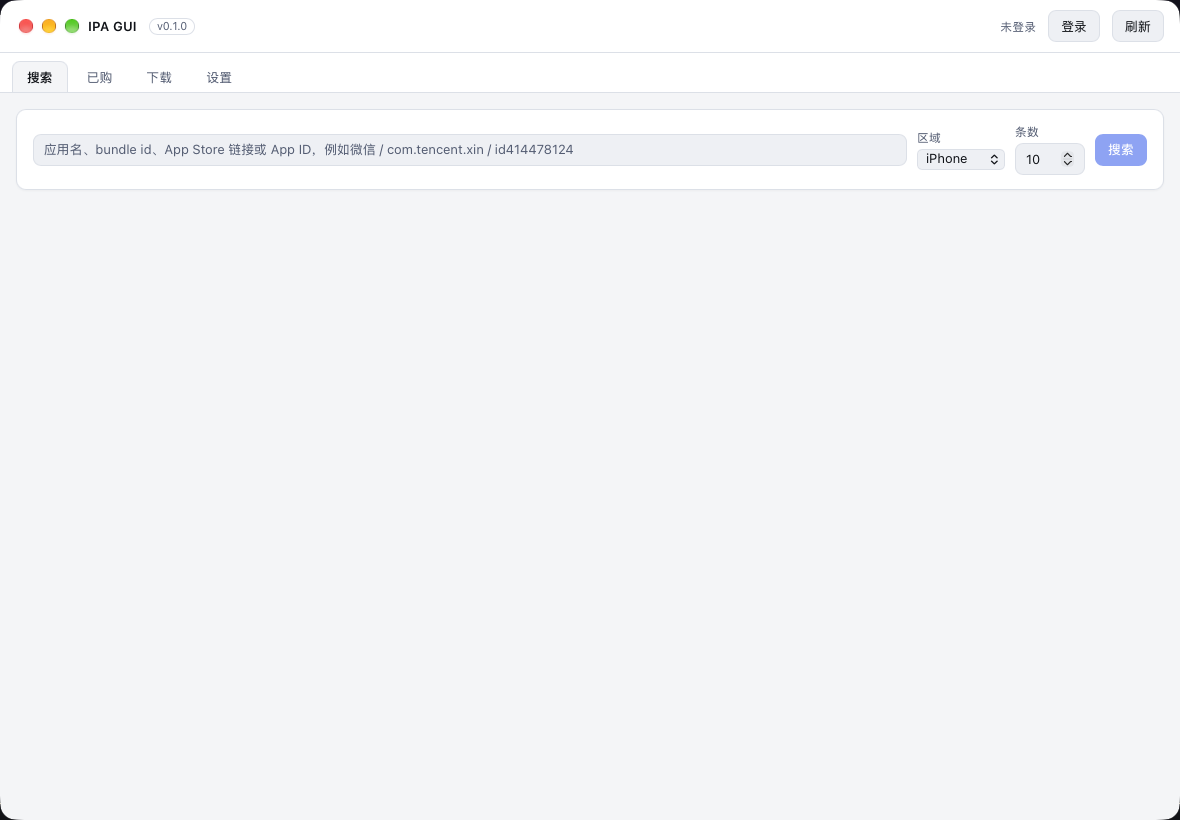 IPA GUI v0.1.0 未登录 登录 刷新
搜索 已购 下载 设置
应用名、bundle id、App Store 链接或 App ID，例如微信 / com.tencent.xin / id414478124
区域
iPhone
条数
10
搜索